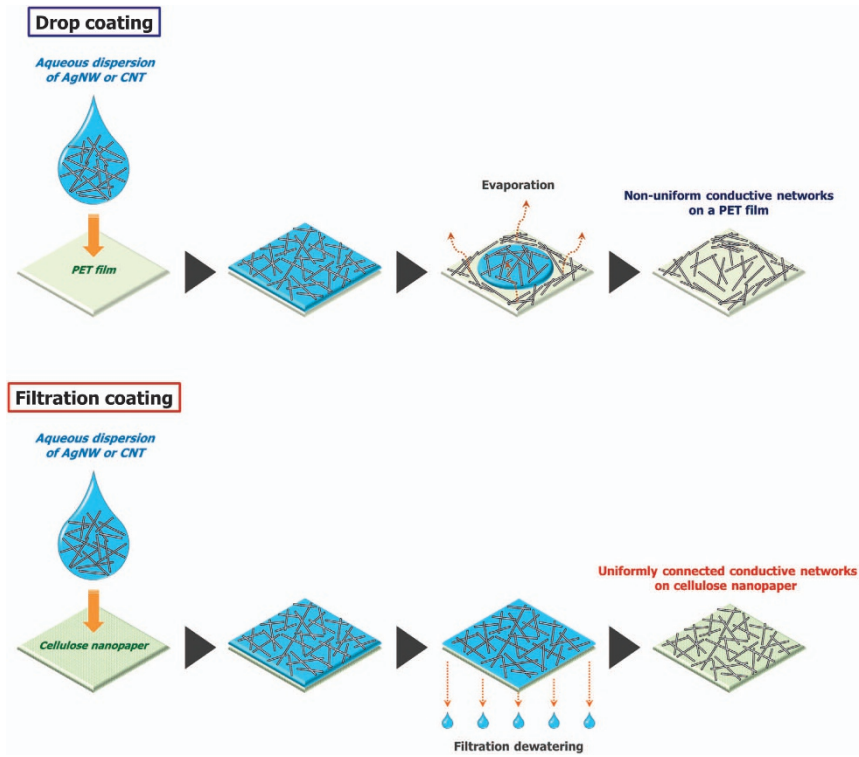 Drop coating
Aqueous dispersion
of AgNW or CNT
PET film
Evaporation
Non-uniform conductive networks
on a PET film
Filtration coating
Aqueous dispersion
of AgNW or CNT
Cellulose nanopaper
Filtration dewatering
Uniformly connected conductive networks
on cellulose nanopaper